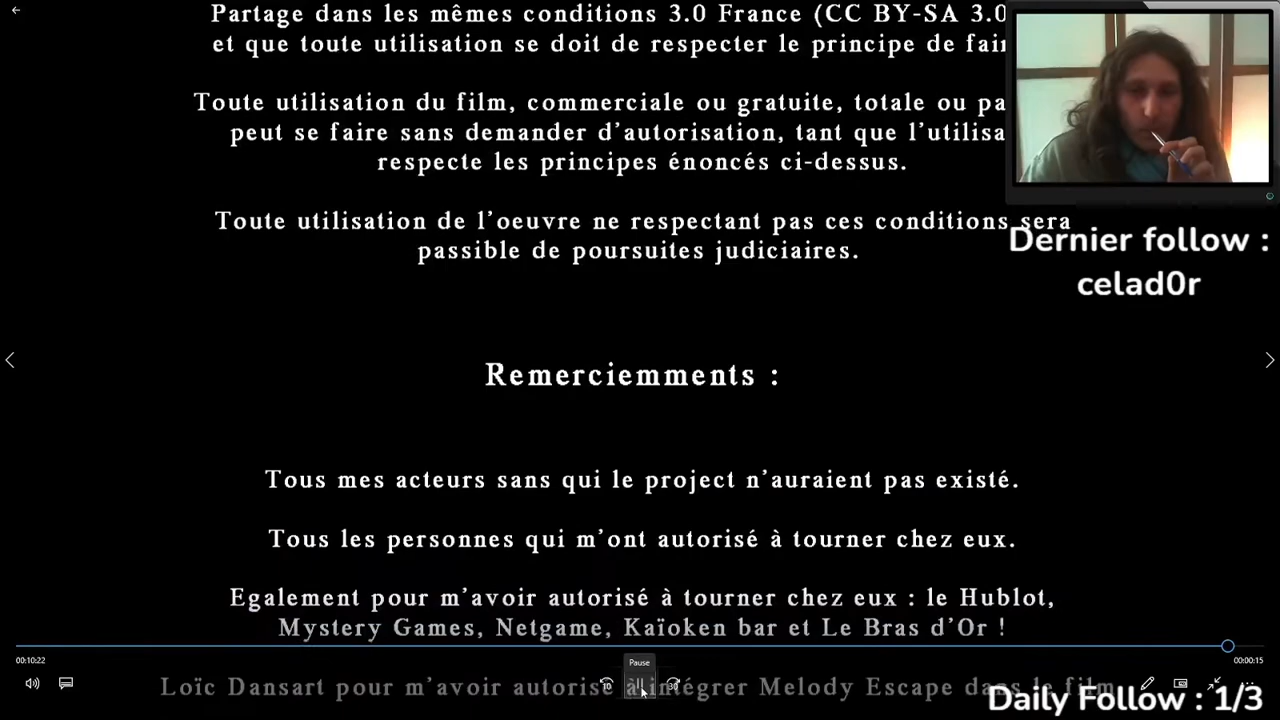 Partage dans les mêmes conditions 3.0 France (CC BY-SA 3.0
et que toute utilisation se doit de respecter le principe de fair
Toute utilisation du film, commerciale ou gratuite, totale ou pa
peut se faire sans demander d'autorisation, tant que l'utilisa
respecte les principes énoncés ci-dessus.
Toute utilisation de l'oeuvre ne respectant pas ces conditions sera
passible de poursuites judiciaires.
Dernier follow :
celad0r
Remerciemments :
Tous mes acteurs sans qui le project n'auraient pas existé.
Tous les personnes qui m'ont autorisé à tourner chez eux.
Egalement pour m'avoir autorisé à tourner chez eux : le Hublot,
Mystery Games, Netgame, Kaïoken bar et Le Bras d'Or !
00:10:22
Pause
00:00:15
10
30
Loïc Dansart pour m'avoir autorisé à intégrer Melody Escape dans le film
Daily Follow : 1/3